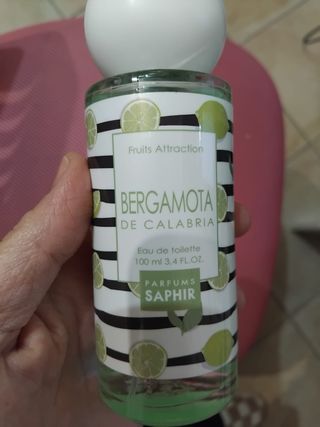 Fruits Attraction
BERGAMOTA
DE CALABRIA
Eau de toilette
100 ml 3,4 FL.OZ.
PARFUMS
SAPHIR